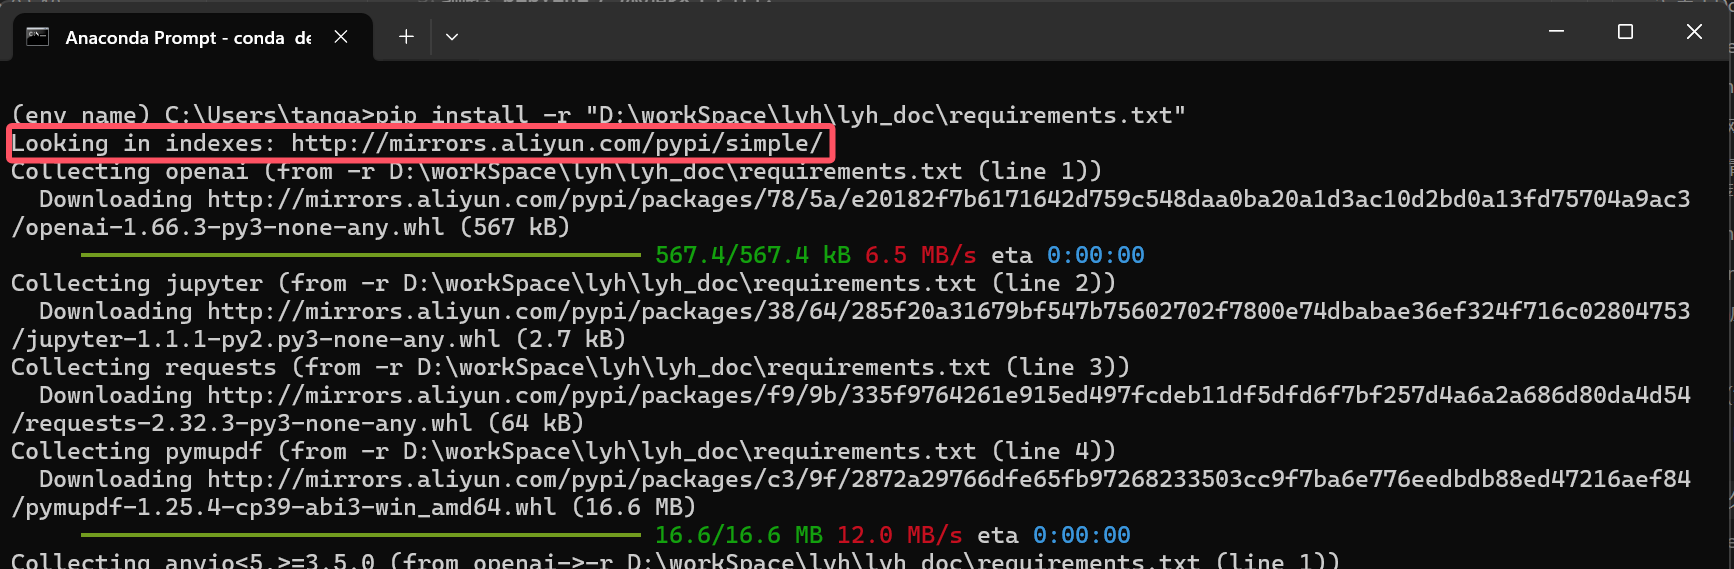 Anaconda Prompt - conda de
(env_name) C:\Users\tanga>pip install -r "D:\workSpace\lyh\lyh_doc\requirements.txt"
Looking in indexes: http://mirrors.aliyun.com/pypi/simple/
Collecting openai (from -r D:\workSpace\lyh\lyh_doc\requirements.txt (line 1))
Downloading http://mirrors.aliyun.com/pypi/packages/78/5a/e20182f7b6171642d759c548daa0ba20a1d3ac10d2bd0a13fd75704a9ac3
/openai-1.66.3-py3-none-any.whl (567 kB)
567.4/567.4 kB 6.5 MB/s eta 0:00:00
Collecting jupyter (from -r D:\workSpace\lyh\lyh_doc\requirements.txt (line 2))
Downloading http://mirrors.aliyun.com/pypi/packages/38/64/285f20a31679bf547b75602702f7800e74dbabae36ef324f716c02804753
/jupyter-1.1.1-py2.py3-none-any.whl (2.7 kB)
Collecting requests (from -r D:\workSpace\lyh\lyh_doc\requirements.txt (line 3))
Downloading http://mirrors.aliyun.com/pypi/packages/f9/9b/335f9764261e915ed497fcdeb11df5dfd6f7bf257d4a6a2a686d80da4d54
/requests-2.32.3-py3-none-any.whl (64 kB)
Collecting pymupdf (from -r D:\workSpace\lyh\lyh_doc\requirements.txt (line 4))
Downloading http://mirrors.aliyun.com/pypi/packages/c3/9f/2872a29766dfe65fb97268233503cc9f7ba6e776eedbdb88ed47216aef84
/pymupdf-1.25.4-cp39-abi3-win_amd64.whl (16.6 MB)
16.6/16.6 MB 12.0 MB/s eta 0:00:00
Collecting anyio<5,>=3.5.0 (from openai->-r D:\workSpace\lyh\lyh_doc\requirements.txt (line 1))